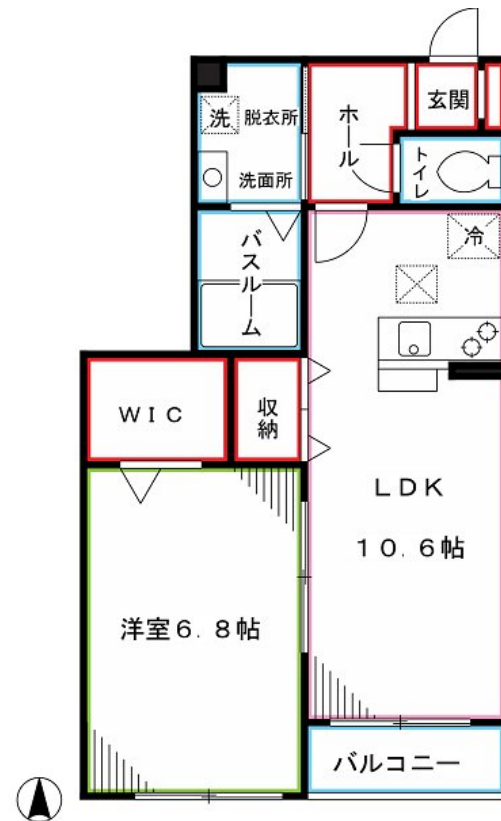 玄関
ホール
洗
脱衣所
洗面所
トイレ
冷
バスルーム
WIC
収納
LDK
10.6帖
洋室6.8帖
バルコニー